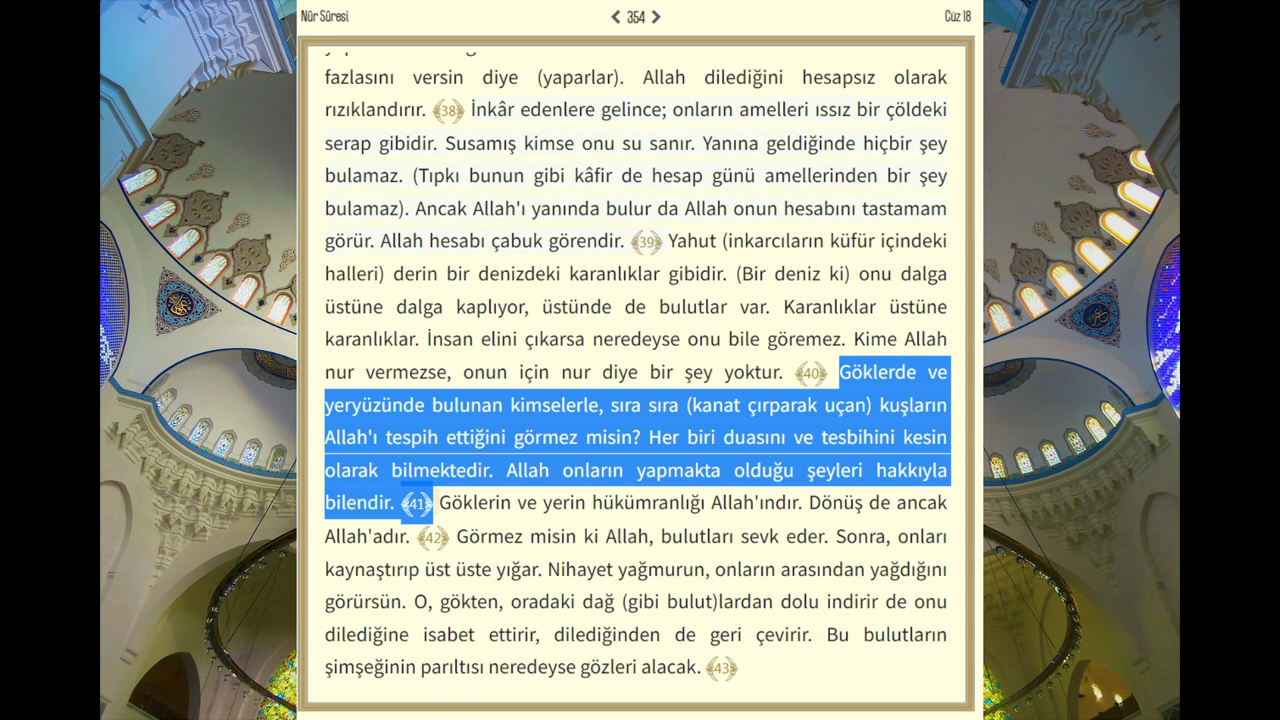 Nûr Sûresi
354
Cüz 18
fazlasını versin diye (yaparlar). Allah dilediğini hesapsız olarak
rızıklandırır. ﴾38﴿ İnkâr edenlere gelince; onların amelleri ıssız bir çöldeki
serap gibidir. Susamış kimse onu su sanır. Yanına geldiğinde hiçbir şey
bulamaz. (Tıpkı bunun gibi kâfir de hesap günü amellerinden bir şey
bulamaz). Ancak Allah'ı yanında bulur da Allah onun hesabını tastamam
görür. Allah hesabı çabuk görendir. ﴾39﴿ Yahut (inkarcıların küfür içindeki
halleri) derin bir denizdeki karanlıklar gibidir. (Bir deniz ki) onu dalga
üstüne dalga kaplıyor, üstünde de bulutlar var. Karanlıklar üstüne
karanlıklar. İnsan elini çıkarsa neredeyse onu bile göremez. Kime Allah
nur vermezse, onun için nur diye bir şey yoktur. ﴾40﴿ Göklerde ve
yeryüzünde bulunan kimselerle, sıra sıra (kanat çırparak uçan) kuşların
Allah'ı tespih ettiğini görmez misin? Her biri duasını ve tesbihini kesin
olarak bilmektedir. Allah onların yapmakta olduğu şeyleri hakkıyla
bilendir. ﴾41﴿ Göklerin ve yerin hükümranlığı Allah'ındır. Dönüş de ancak
Allah'adır. ﴾42﴿ Görmez misin ki Allah, bulutları sevk eder. Sonra, onları
kaynaştırıp üst üste yığar. Nihayet yağmurun, onların arasından yağdığını
görürsün. O, gökten, oradaki dağ (gibi bulut)lardan dolu indirir de onu
dilediğine isabet ettirir, dilediğinden de geri çevirir. Bu bulutların
şimşeğinin parıltısı neredeyse gözleri alacak. ﴾43﴿